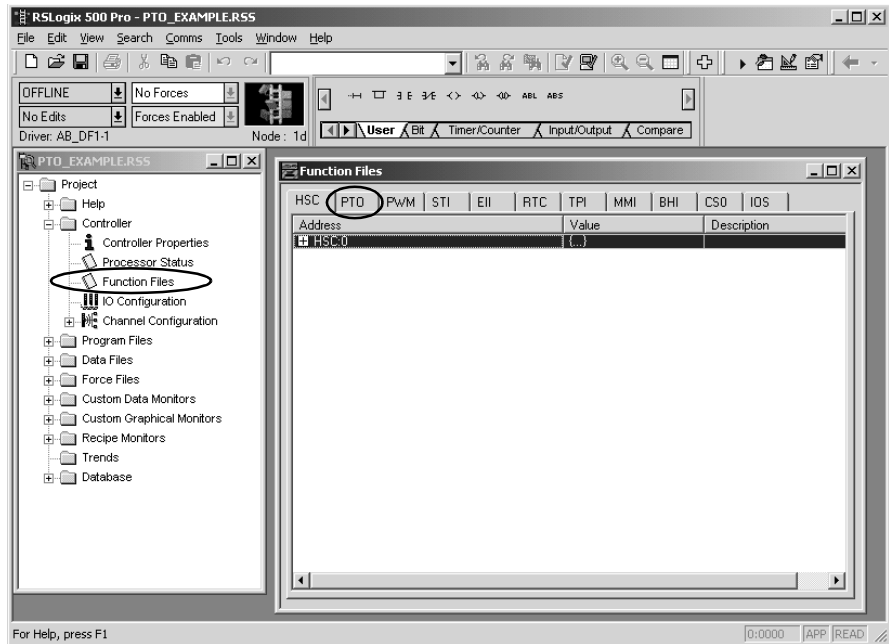 RSLogix 500 Pro - PTO_EXAMPLE.RSS
File Edit View Search Comms Tools Window Help
OFFLINE No Forces
No Edits Forces Enabled
Driver: AB_DF1-1 Node : 1d
ABL ABS
User Bit Timer/Counter Input/Output Compare
PTO_EXAMPLE.RSS
Project
Help
Controller
Controller Properties
Processor Status
Function Files
IO Configuration
Channel Configuration
Program Files
Data Files
Force Files
Custom Data Monitors
Custom Graphical Monitors
Recipe Monitors
Trends
Database
Function Files
HSC PTO PWM STI EII RTC TPI MMI BHI CS0 IOS
Address Value Description
HSC:0 {...}
For Help, press F1 0:0000 APP READ